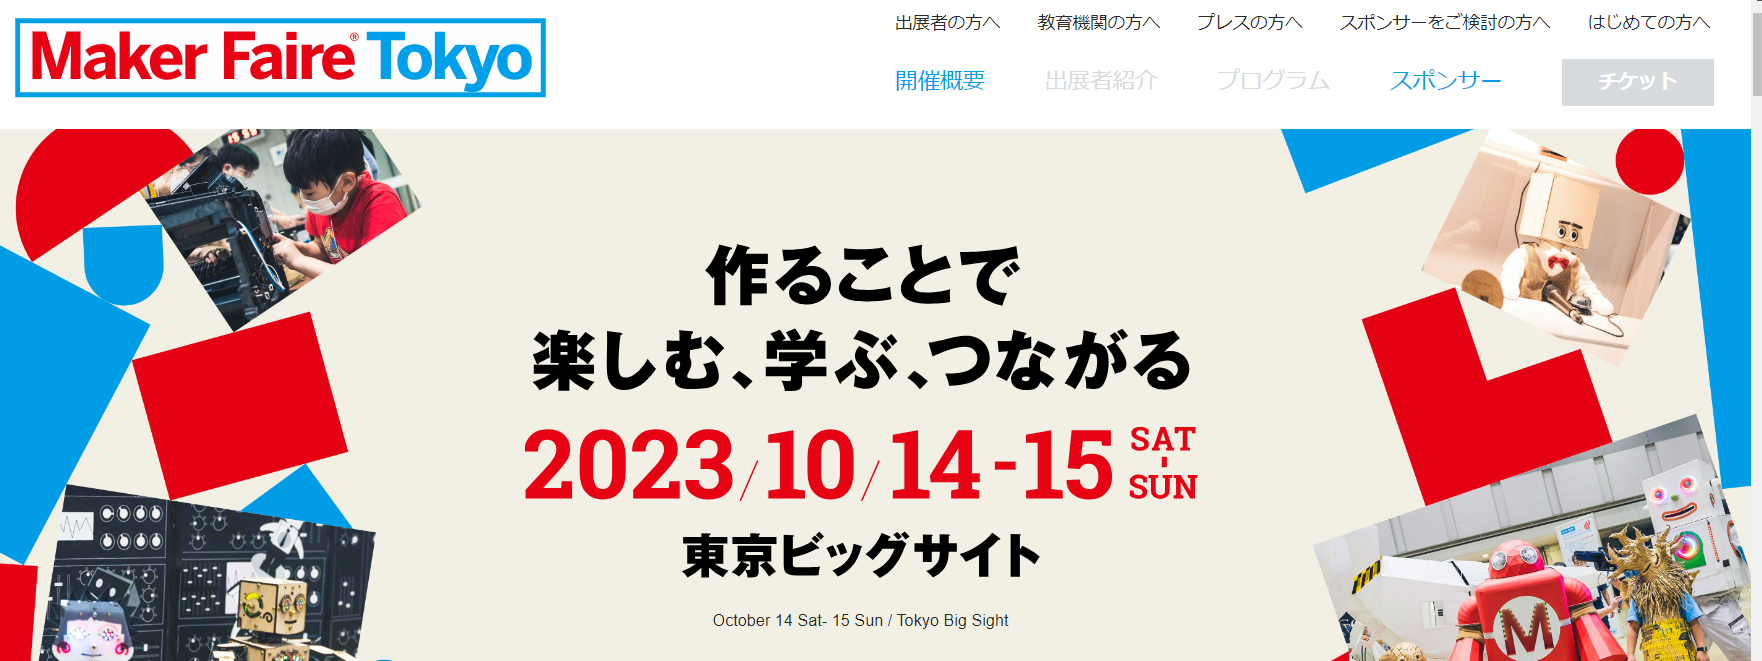 Maker Faire® Tokyo
出展者の方へ 教育機関の方へ プレスの方へ スポンサーをご検討の方へ はじめての方へ
開催概要 出展者紹介 プログラム スポンサー チケット
作ることで
楽しむ、学ぶ、つながる
2023/10/14-15 SAT-SUN
東京ビッグサイト
October 14 Sat- 15 Sun / Tokyo Big Sight
M